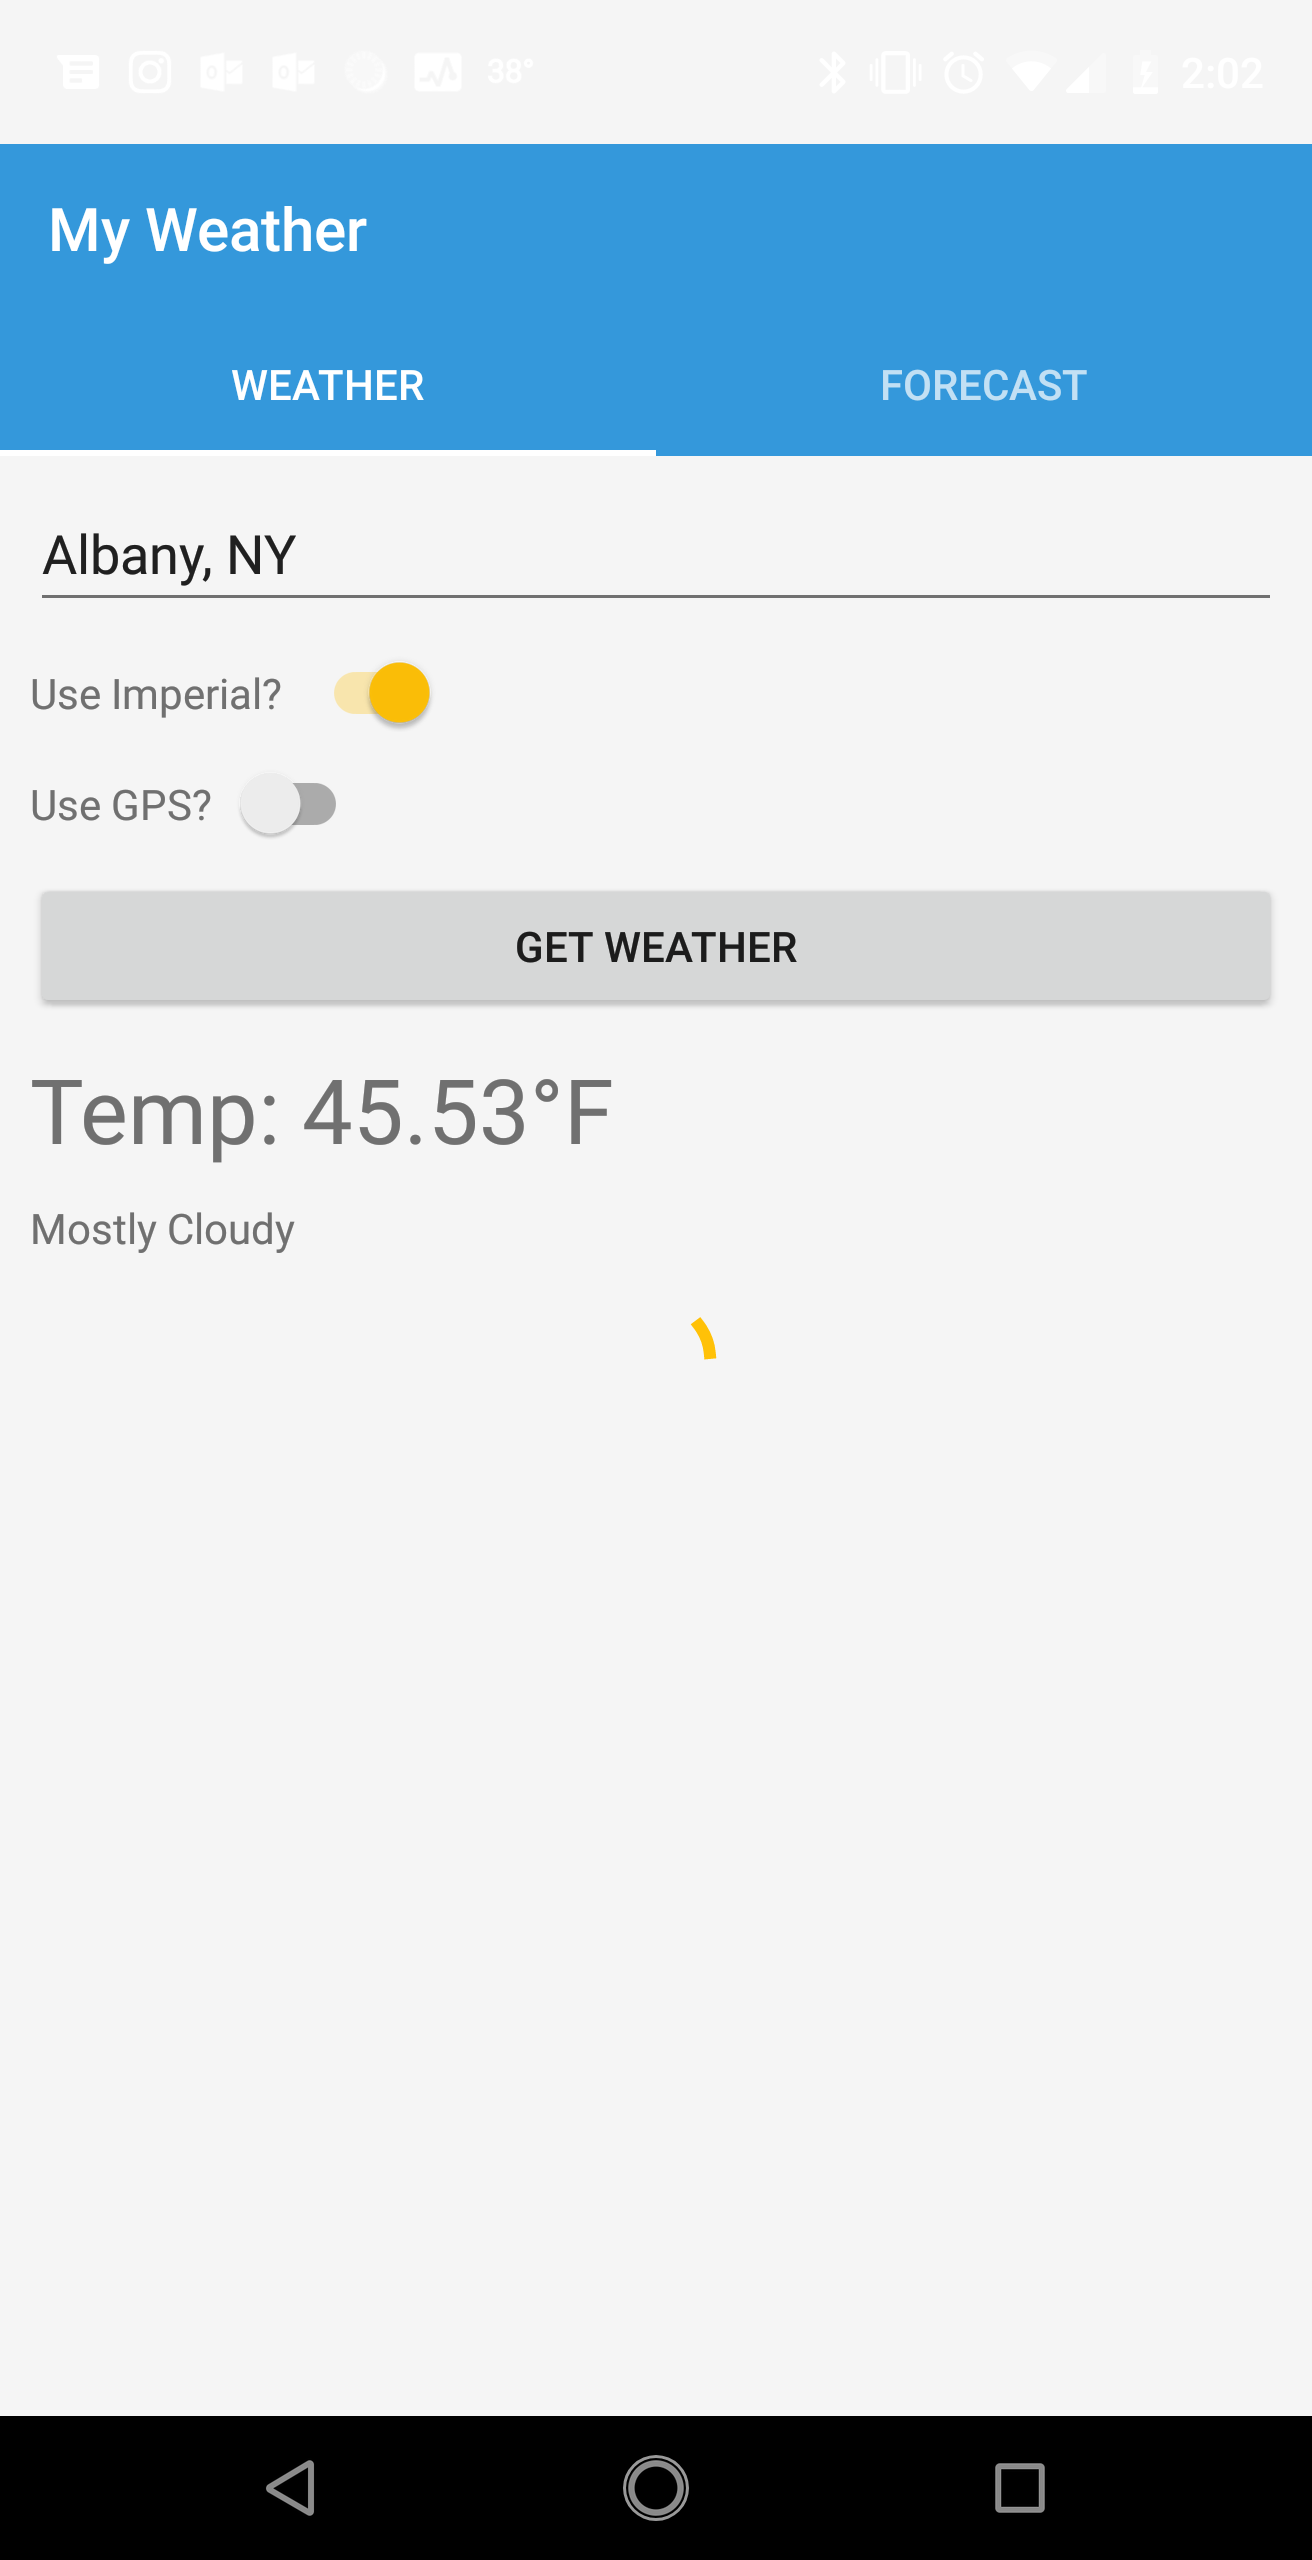 38° 2:02
My Weather
WEATHER FORECAST
Albany, NY
Use Imperial?
Use GPS?
GET WEATHER
Temp: 45.53°F
Mostly Cloudy